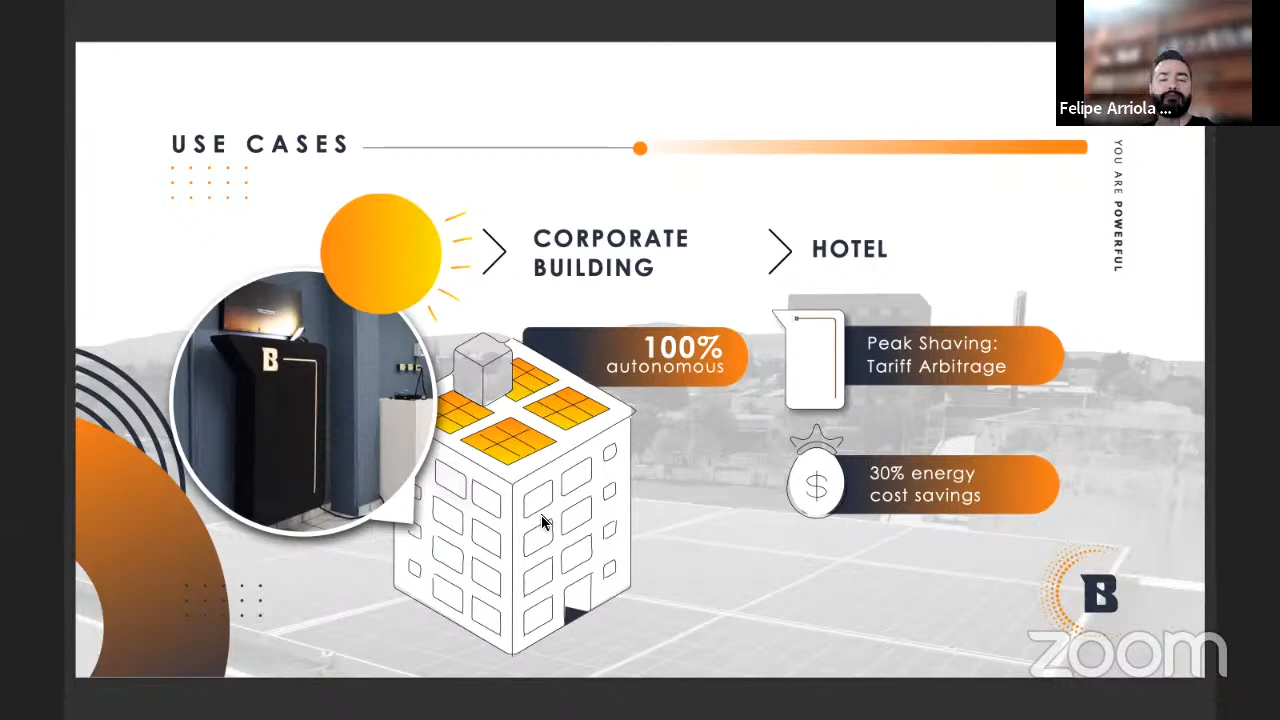 Felipe Arriola ...
USE CASES
YOU ARE POWERFUL
CORPORATE
BUILDING
HOTEL
B
100%
autonomous
Peak Shaving:
Tariff Arbitrage
$
30% energy
cost savings
B
zoom